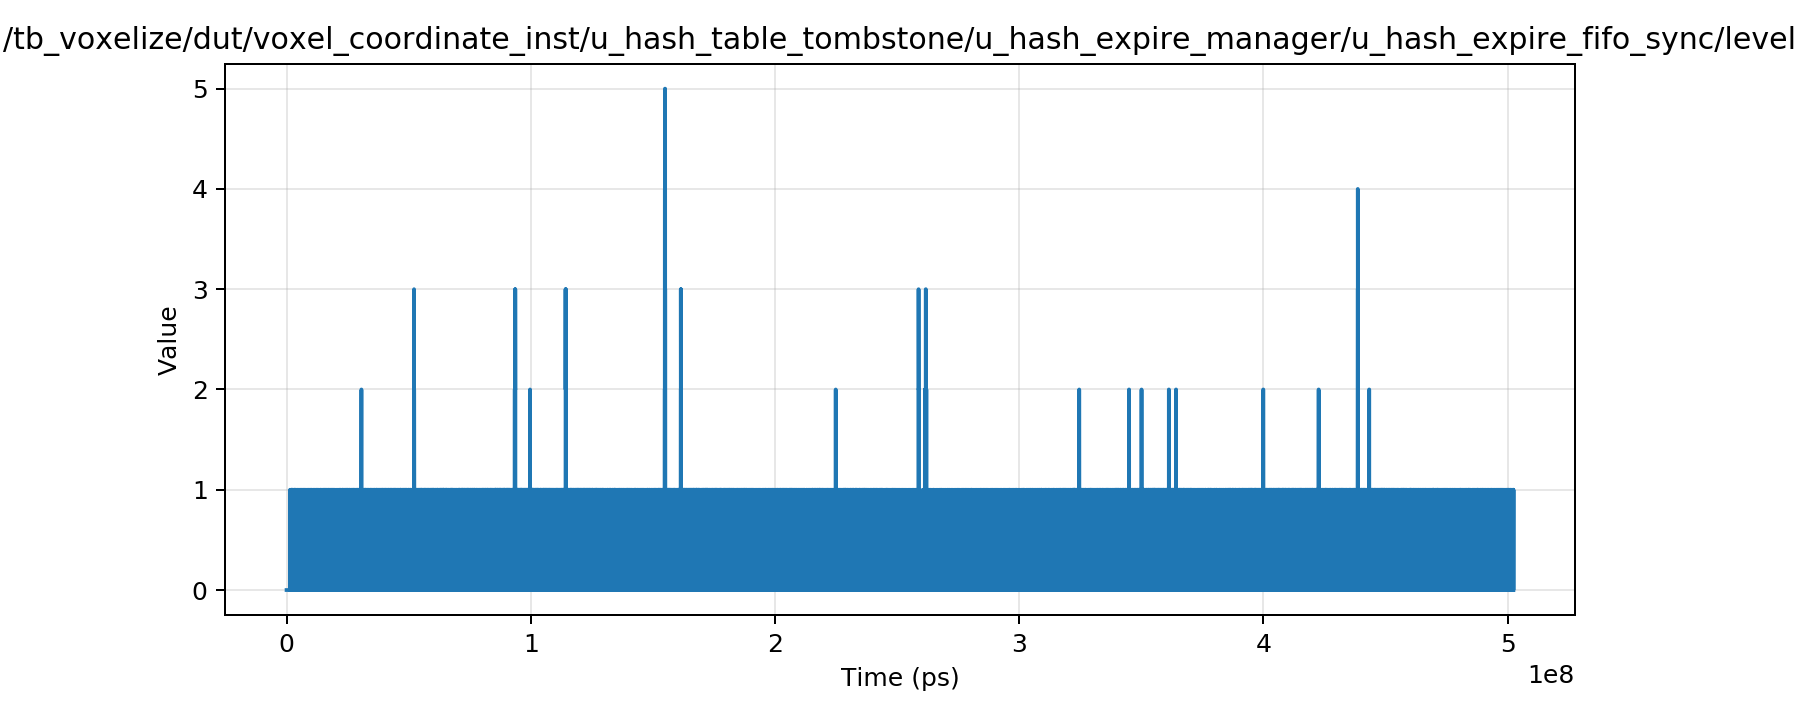 /tb_voxelize/dut/voxel_coordinate_inst/u_hash_table_tombstone/u_hash_expire_manager/u_hash_expire_fifo_sync/level
5
4
3
2
1
0
Value
0 1 2 3 4 5
1e8
Time (ps)